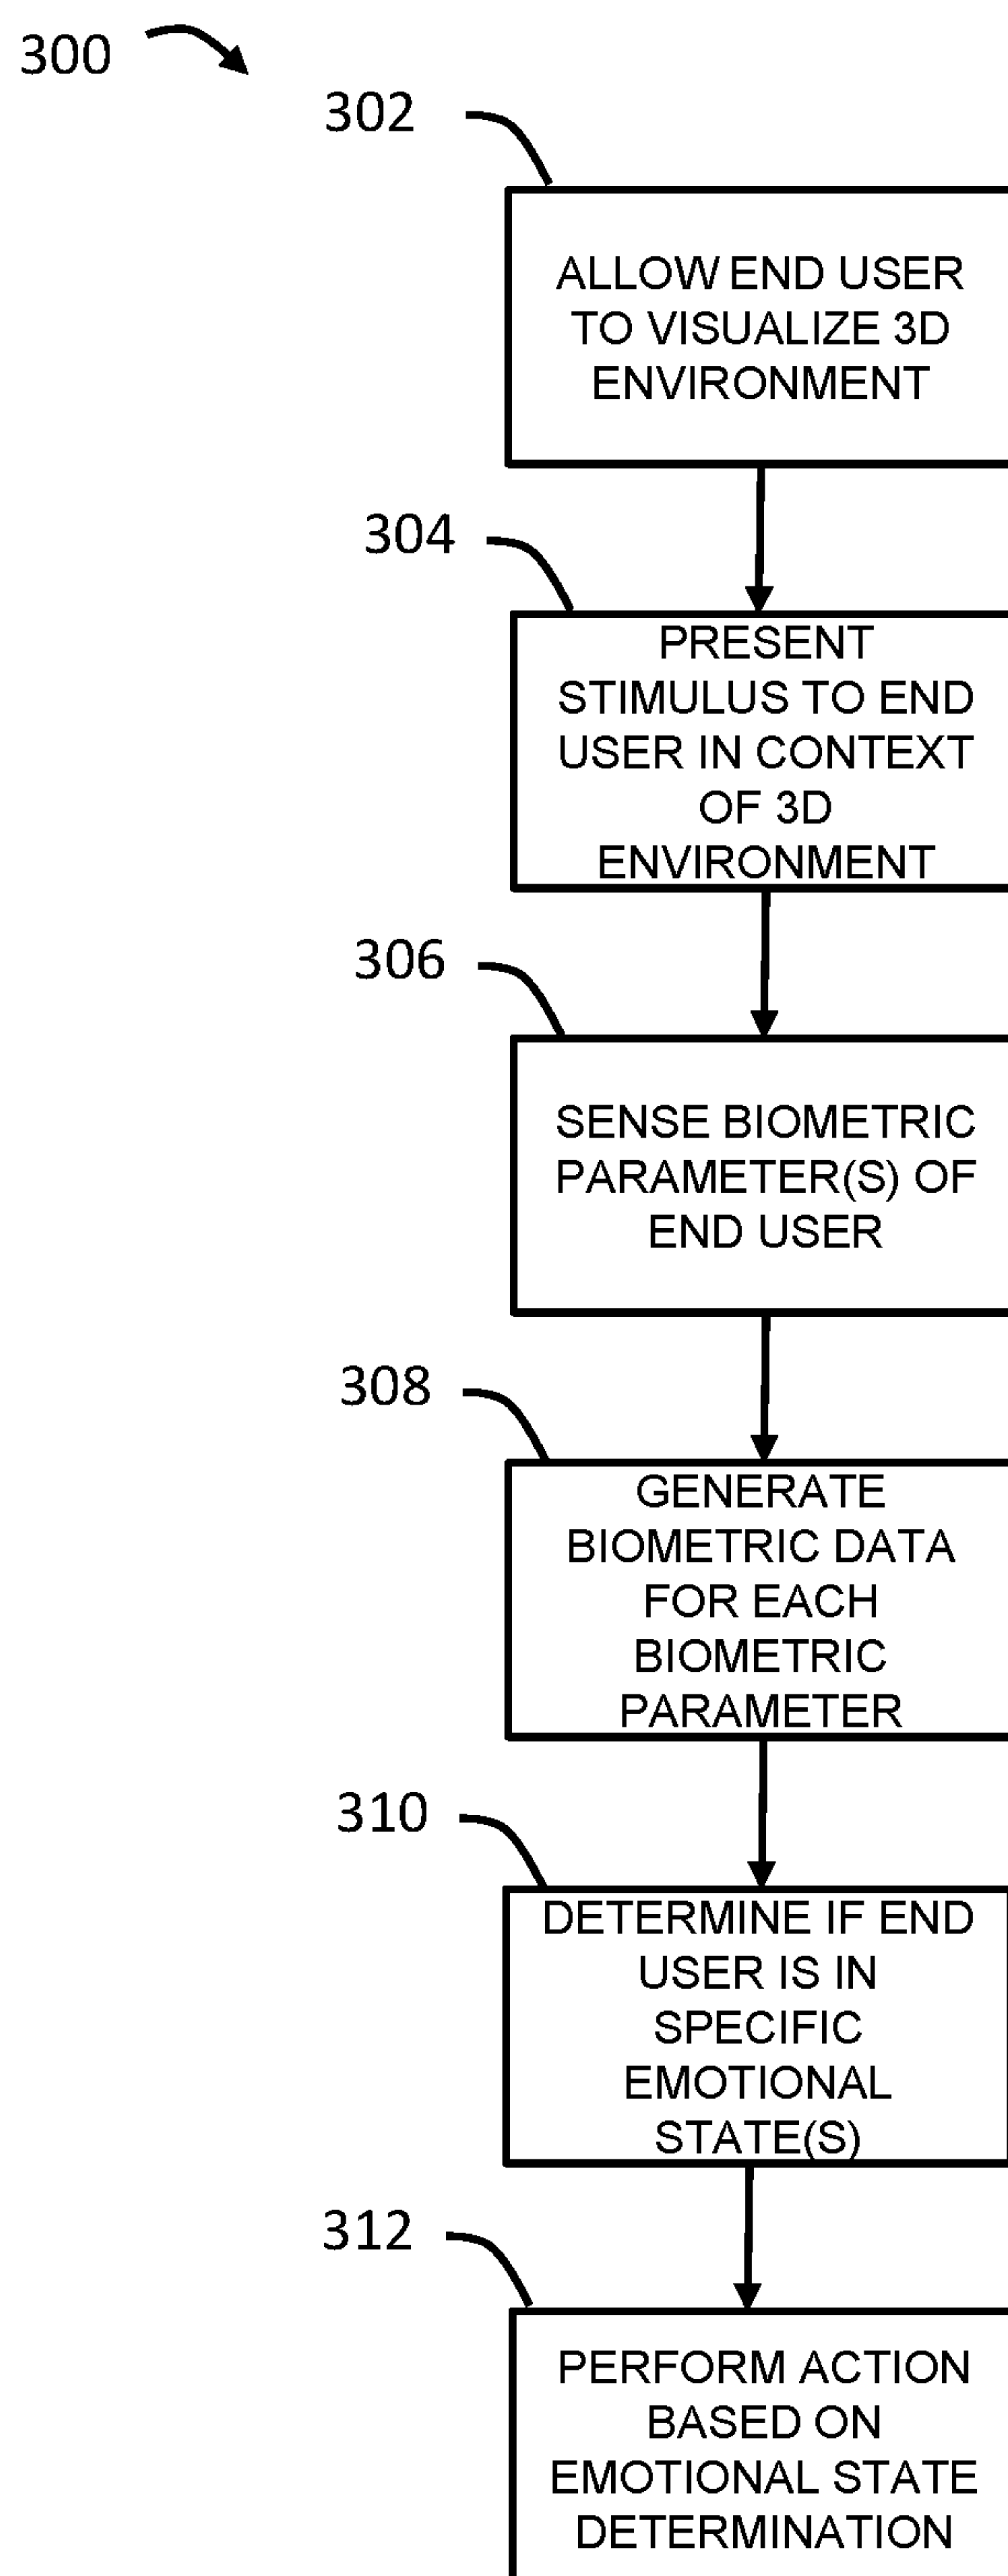 300
302
ALLOW END USER
TO VISUALIZE 3D
ENVIRONMENT
304
PRESENT
STIMULUS TO END
USER IN CONTEXT
OF 3D
ENVIRONMENT
306
SENSE BIOMETRIC
PARAMETER(S) OF
END USER
308
GENERATE
BIOMETRIC DATA
FOR EACH
BIOMETRIC
PARAMETER
310
DETERMINE IF END
USER IS IN
SPECIFIC
EMOTIONAL
STATE(S)
312
PERFORM ACTION
BASED ON
EMOTIONAL STATE
DETERMINATION